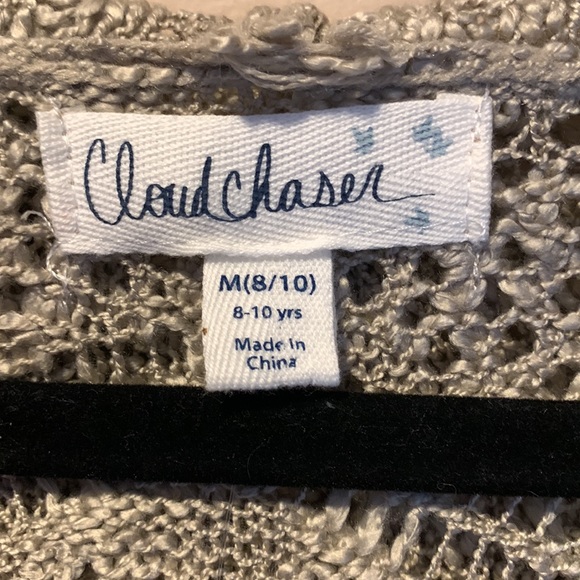 Cloudchaser
M(8/10)
8-10 yrs
Made in
China